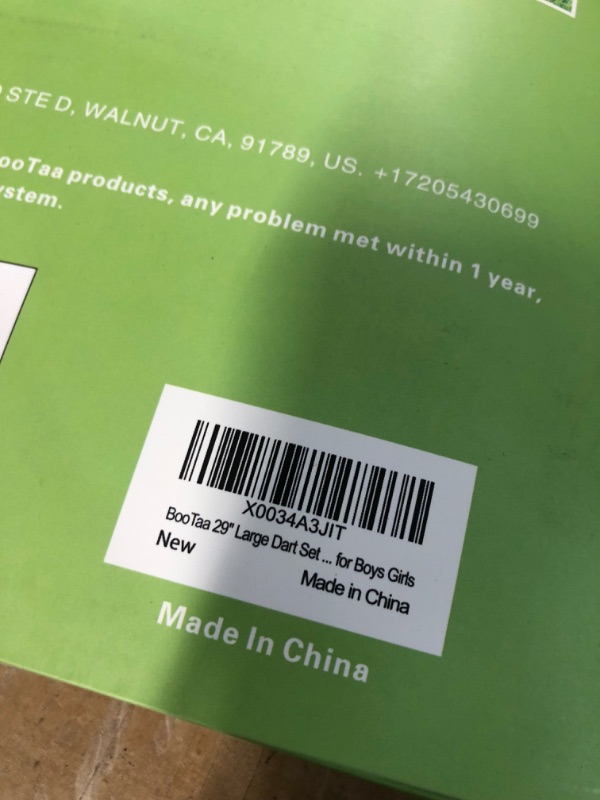 STE D, WALNUT, CA, 91789, US. +17205430699
ooTaa products, any problem met within 1 year,
stem.
X0034A3JIT
BooTaa 29" Large Dart Set ... for Boys Girls
New
Made in China
Made In China